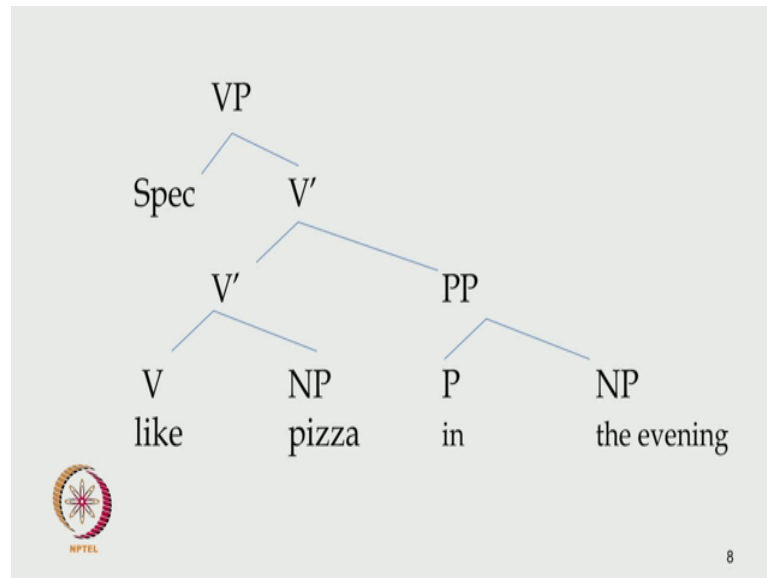 VP
Spec V′
V′ PP
V NP P NP
like pizza in the evening
NPTEL
8